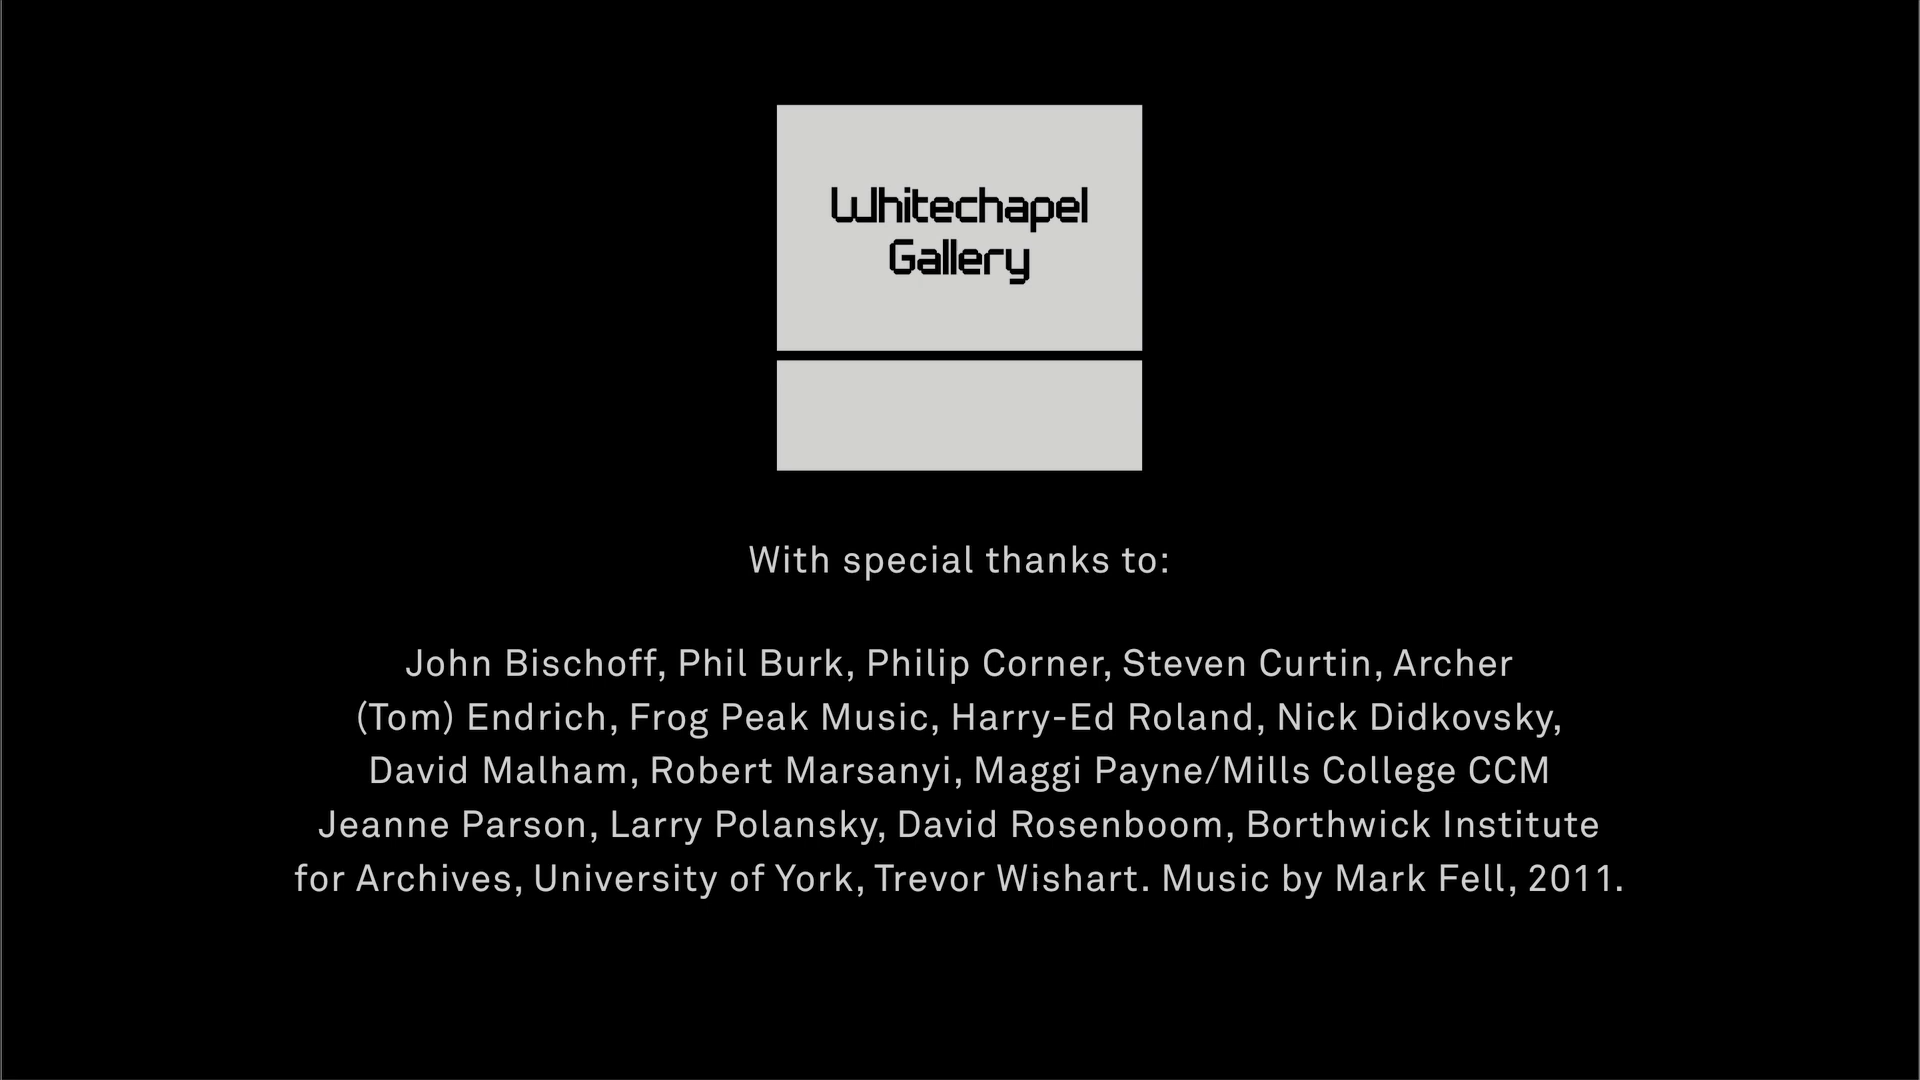 Whitechapel
Gallery
With special thanks to:
John Bischoff, Phil Burk, Philip Corner, Steven Curtin, Archer
(Tom) Endrich, Frog Peak Music, Harry-Ed Roland, Nick Didkovsky,
David Malham, Robert Marsanyi, Maggi Payne/Mills College CCM
Jeanne Parson, Larry Polansky, David Rosenboom, Borthwick Institute
for Archives, University of York, Trevor Wishart. Music by Mark Fell, 2011.